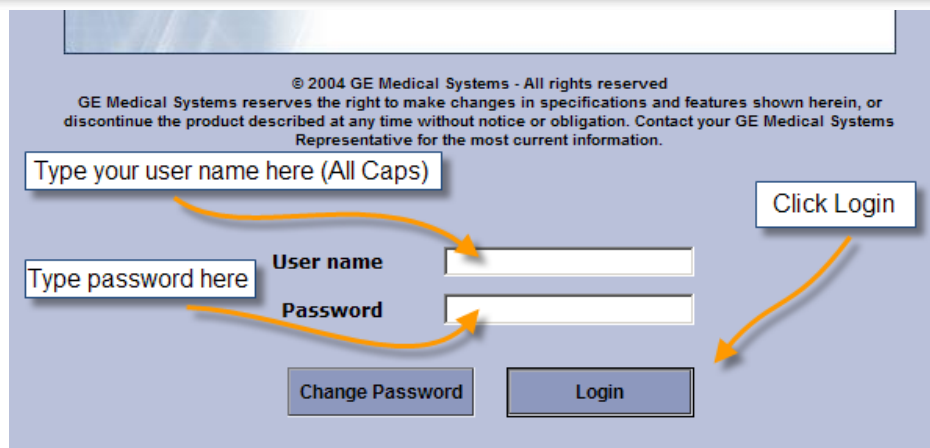 © 2004 GE Medical Systems - All rights reserved
GE Medical Systems reserves the right to make changes in specifications and features shown herein, or
discontinue the product described at any time without notice or obligation. Contact your GE Medical Systems
Representative for the most current information.
Type your user name here (All Caps)
Click Login
User name
Type password here
Password
Change Password
Login